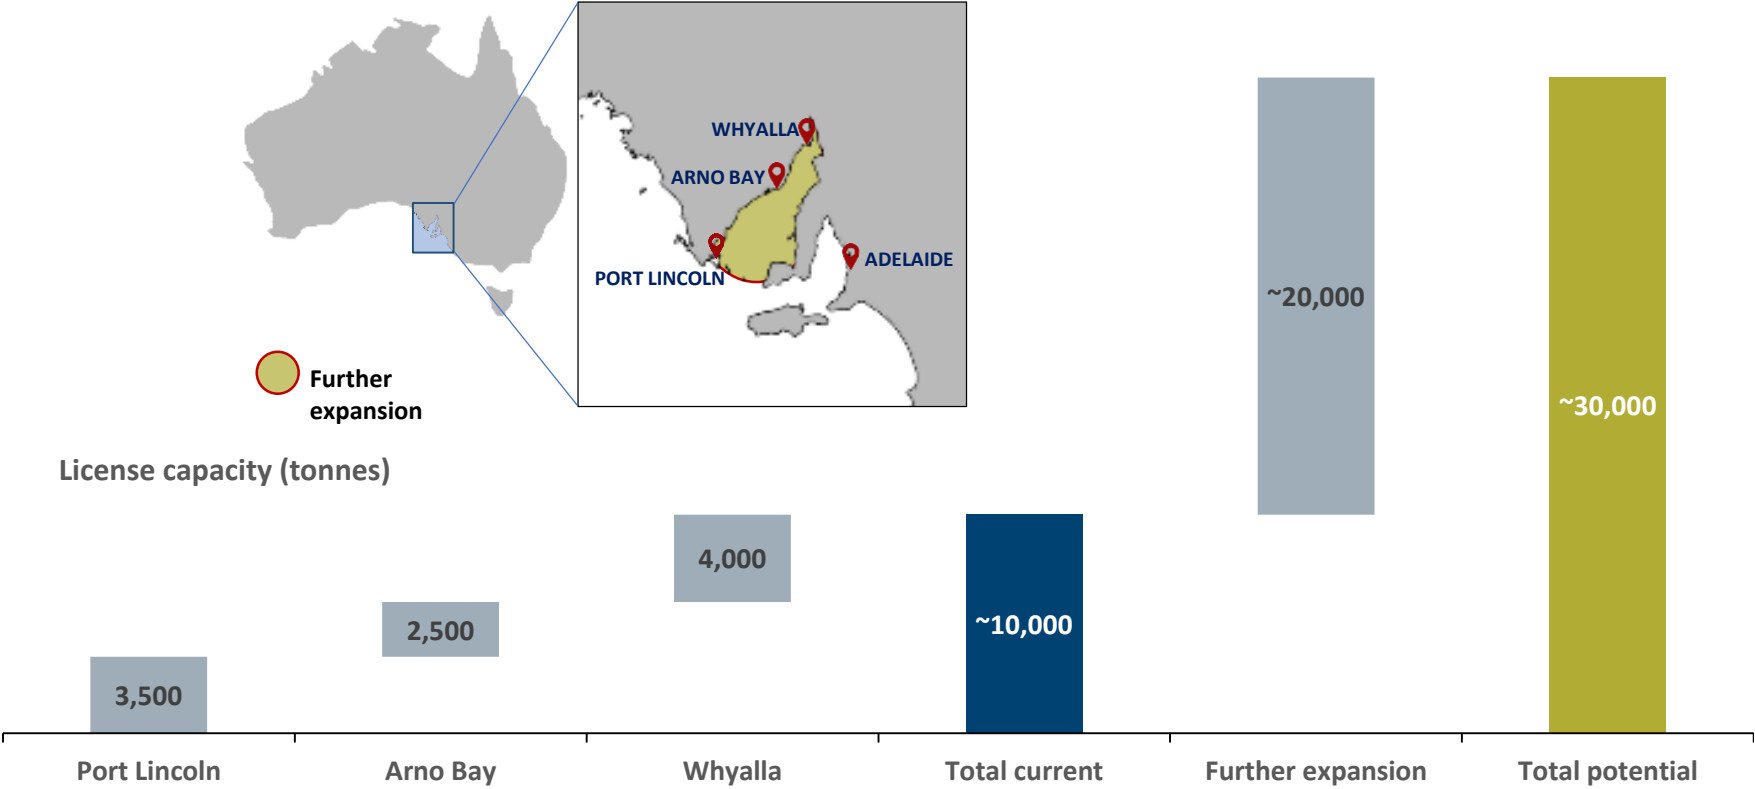 WHYALLA
ARNO BAY
PORT LINCOLN
ADELAIDE
Further
expansion
License capacity (tonnes)
3,500
2,500
4,000
~10,000
~20,000
~30,000
Port Lincoln
Arno Bay
Whyalla
Total current
Further expansion
Total potential